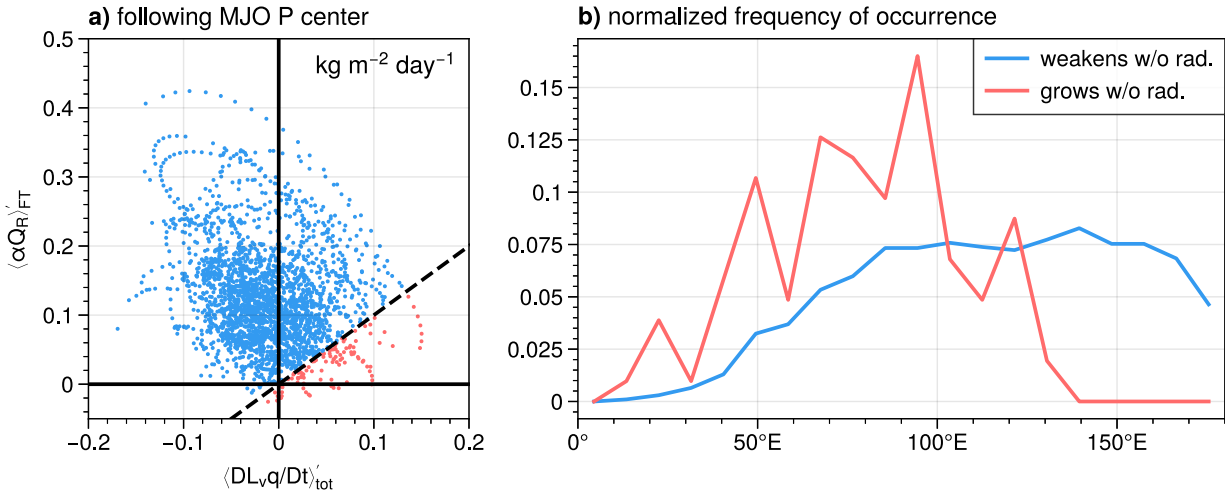 a) following MJO P center
kg m⁻² day⁻¹
0.5
0.4
0.3
0.2
0.1
0
−0.2
−0.1
0
0.1
0.2
⟨αQ_R⟩′_FT
⟨DL_vq/Dt⟩′_tot
b) normalized frequency of occurrence
weakens w/o rad.
grows w/o rad.
0.15
0.125
0.1
0.075
0.05
0.025
0
0°
50°E
100°E
150°E